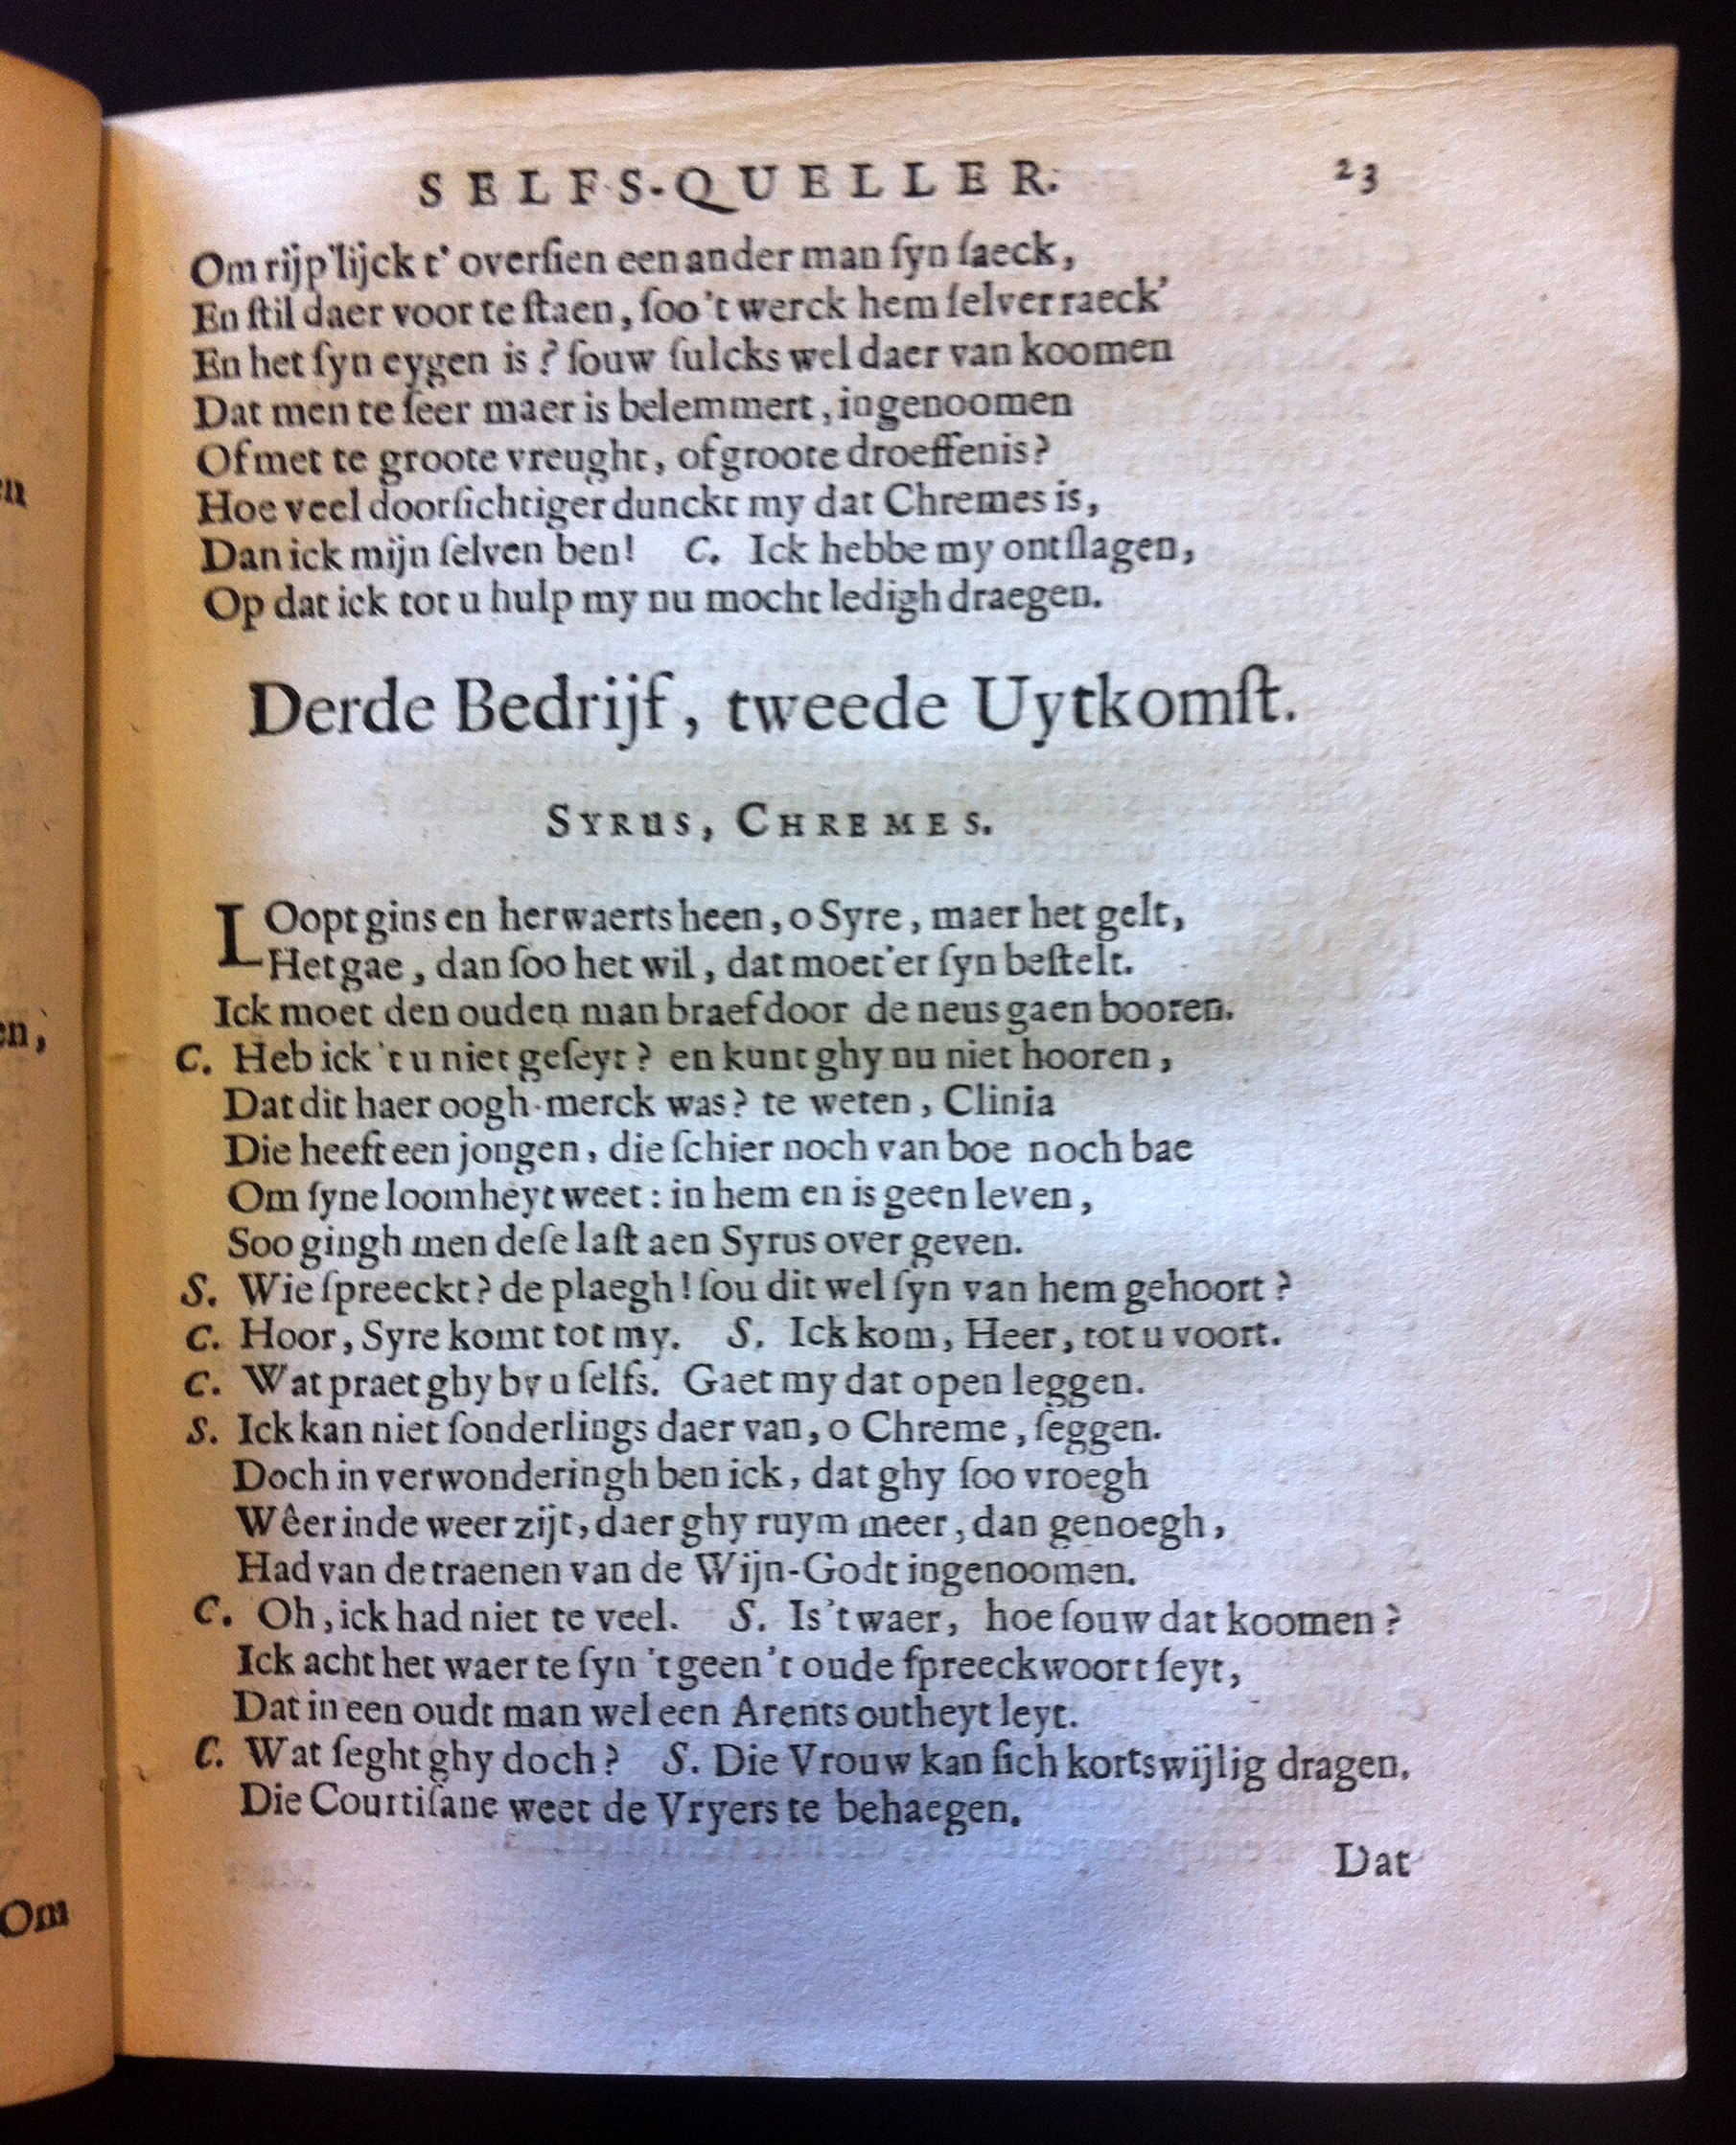 SELFS-QUELLER. 23
Om rijp'lijck t' overſien een ander man ſyn ſaeck,
En ſtil daer voor te ſtaen, ſoo 't werck hem ſelver raeck'
En het ſyn eygen is? ſouw ſulcks wel daer van koomen
Dat men te ſeer maer is belemmert, ingenoomen
Of met te groote vreught, of groote droeffenis?
Hoe veel doorſichtiger dunckt my dat Chremes is,
Dan ick mijn ſelven ben! C. Ick hebbe my ontſlagen,
Op dat ick tot u hulp my nu mocht ledigh draegen.
Derde Bedrijf, tweede Uytkomſt.
SYRUS, CHREMES.
LOopt gins en herwaerts heen, o Syre, maer het gelt,
Het gae, dan ſoo het wil, dat moet'er ſyn beſtelt.
Ick moet den ouden man braef door de neus gaen booren.
C. Heb ick 't u niet geſeyt? en kunt ghy nu niet hooren,
Dat dit haer oogh-merck was? te weten, Clinia
Die heeft een jongen, die ſchier noch van boe noch bae
Om ſyne loomheyt weet: in hem en is geen leven,
Soo gingh men deſe laſt aen Syrus over geven.
S. Wie ſpreeckt? de plaegh! ſou dit wel ſyn van hem gehoort?
C. Hoor, Syre komt tot my. S. Ick kom, Heer, tot u voort.
C. Wat praet ghy by u ſelfs. Gaet my dat open leggen.
S. Ick kan niet ſonderlings daer van, o Chreme, ſeggen.
Doch in verwonderingh ben ick, dat ghy ſoo vroegh
Wêer inde weer zijt, daer ghy ruym meer, dan genoegh,
Had van de traenen van de Wijn-Godt ingenoomen.
C. Oh, ick had niet te veel. S. Is 't waer, hoe ſouw dat koomen?
Ick acht het waer te ſyn 't geen 't oude ſpreeckwoort ſeyt,
Dat in een oudt man wel een Arents outheyt leyt.
C. Wat ſeght ghy doch? S. Die Vrouw kan ſich kortswijlig dragen.
Die Courtiſane weet de Vryers te behaegen.
Dat
en
en,
Om